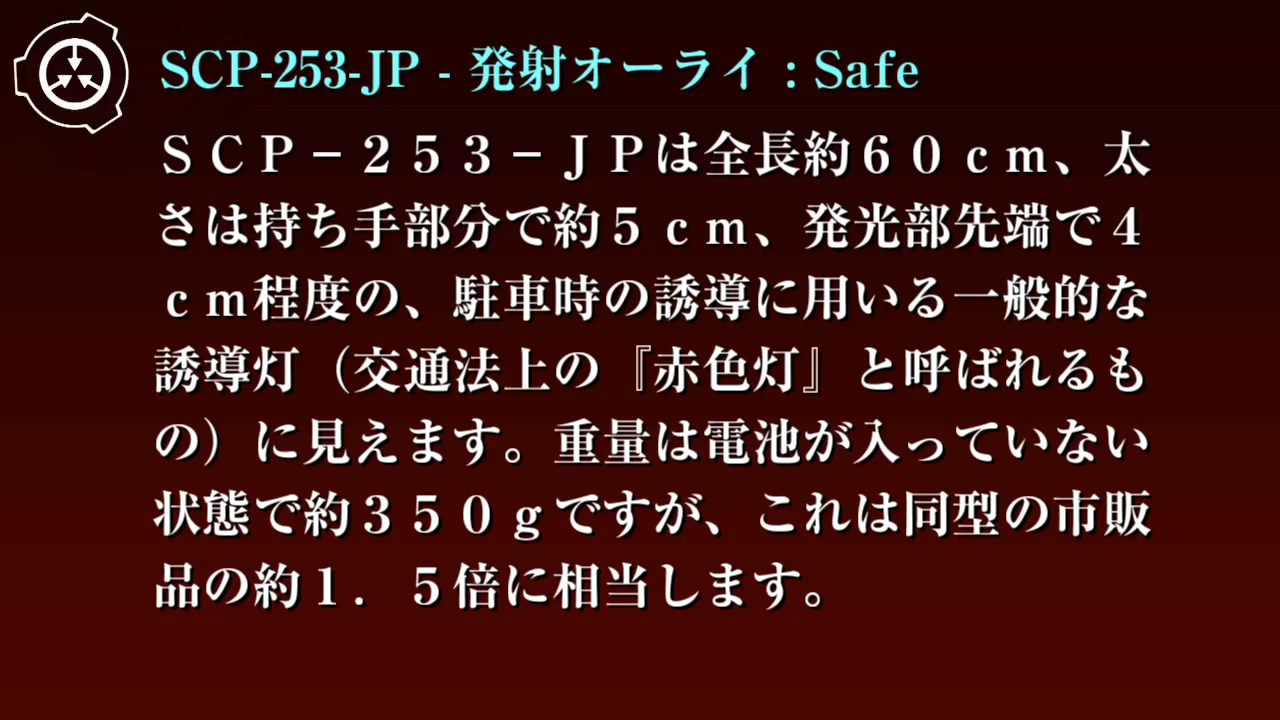 SCP-253-JP - 発射オーライ : Safe
ＳＣＰ－２５３－ＪＰは全長約６０ｃｍ、太
さは持ち手部分で約５ｃｍ、発光部先端で４
ｃｍ程度の、駐車時の誘導に用いる一般的な
誘導灯（交通法上の『赤色灯』と呼ばれるも
の）に見えます。重量は電池が入っていない
状態で約３５０ｇですが、これは同型の市販
品の約１．５倍に相当します。